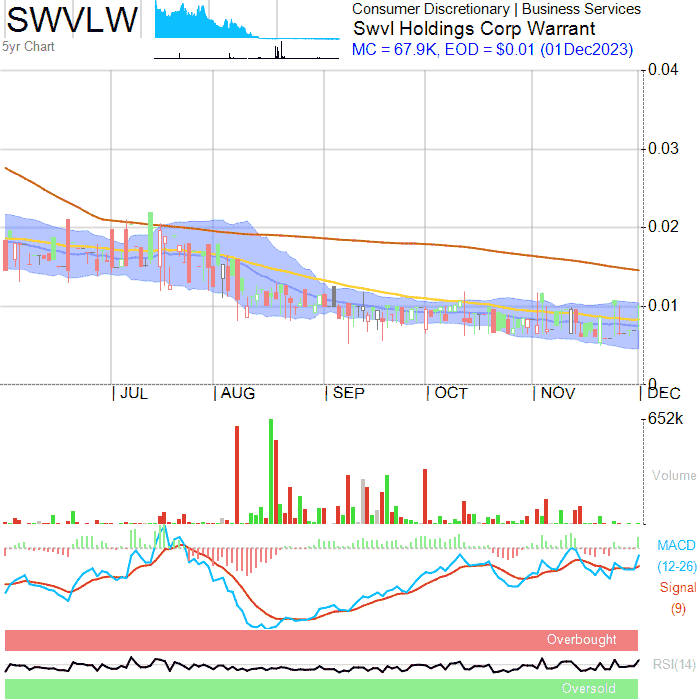 SWVLW
5yr Chart
Consumer Discretionary | Business Services
Swvl Holdings Corp Warrant
MC = 67.9K, EOD = $0.01 (01Dec2023)
0.04
0.03
0.02
0.01
0
JUL AUG SEP OCT NOV DEC
652k
Volume
MACD
(12-26)
Signal
(9)
Overbought
RSI(14)
Oversold